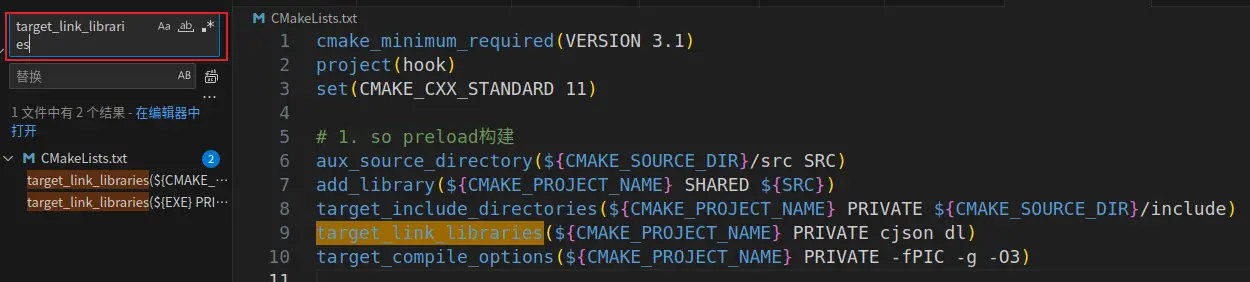 target_link_librari
es
Aa ab
替换
AB
1 文件中有 2 个结果 - 在编辑器中
打开
CMakeLists.txt
2
target_link_libraries(${CMAKE_⋯
target_link_libraries(${EXE} PRI⋯
CMakeLists.txt
1 cmake_minimum_required(VERSION 3.1)
2 project(hook)
3 set(CMAKE_CXX_STANDARD 11)
4
5 # 1. so preload构建
6 aux_source_directory(${CMAKE_SOURCE_DIR}/src SRC)
7 add_library(${CMAKE_PROJECT_NAME} SHARED ${SRC})
8 target_include_directories(${CMAKE_PROJECT_NAME} PRIVATE ${CMAKE_SOURCE_DIR}/include)
9 target_link_libraries(${CMAKE_PROJECT_NAME} PRIVATE cjson dl)
10 target_compile_options(${CMAKE_PROJECT_NAME} PRIVATE -fPIC -g -O3)
11